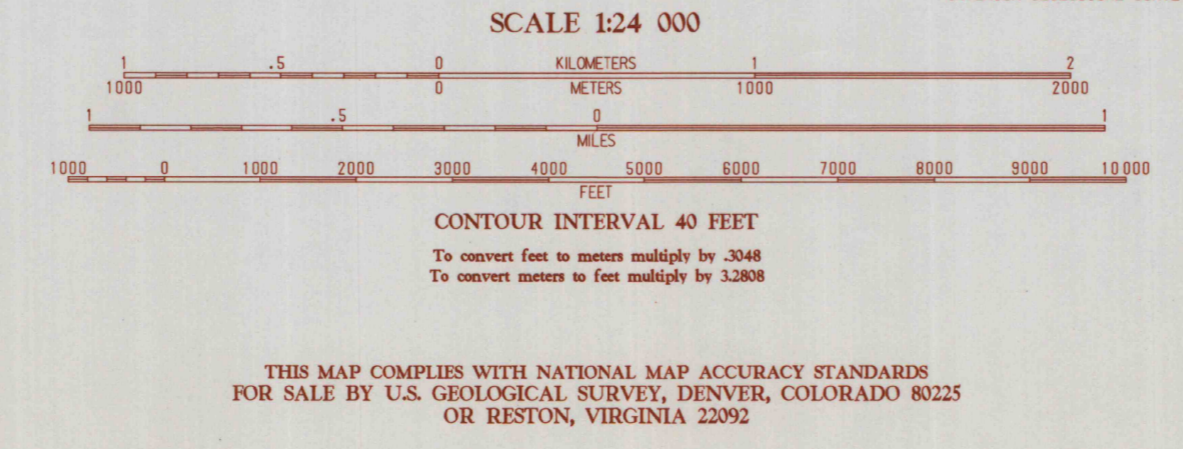 SCALE 1:24 000
1 .5 0 KILOMETERS 1 2
1000 0 METERS 1000 2000
1 .5 0 1
MILES
1000 0 1000 2000 3000 4000 5000 6000 7000 8000 9000 10 000
FEET
CONTOUR INTERVAL 40 FEET
To convert feet to meters multiply by .3048
To convert meters to feet multiply by 3.2808
THIS MAP COMPLIES WITH NATIONAL MAP ACCURACY STANDARDS
FOR SALE BY U.S. GEOLOGICAL SURVEY, DENVER, COLORADO 80225
OR RESTON, VIRGINIA 22092